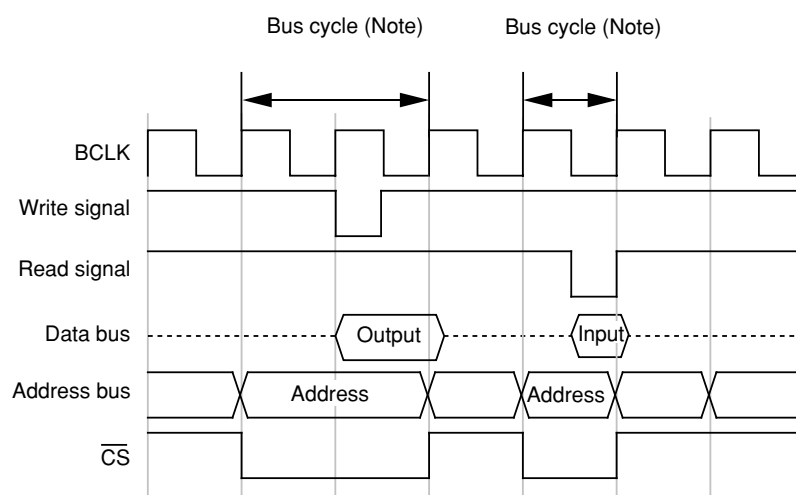 Bus cycle (Note) Bus cycle (Note)
BCLK
Write signal
Read signal
Data bus Output Input
Address bus Address Address
CS